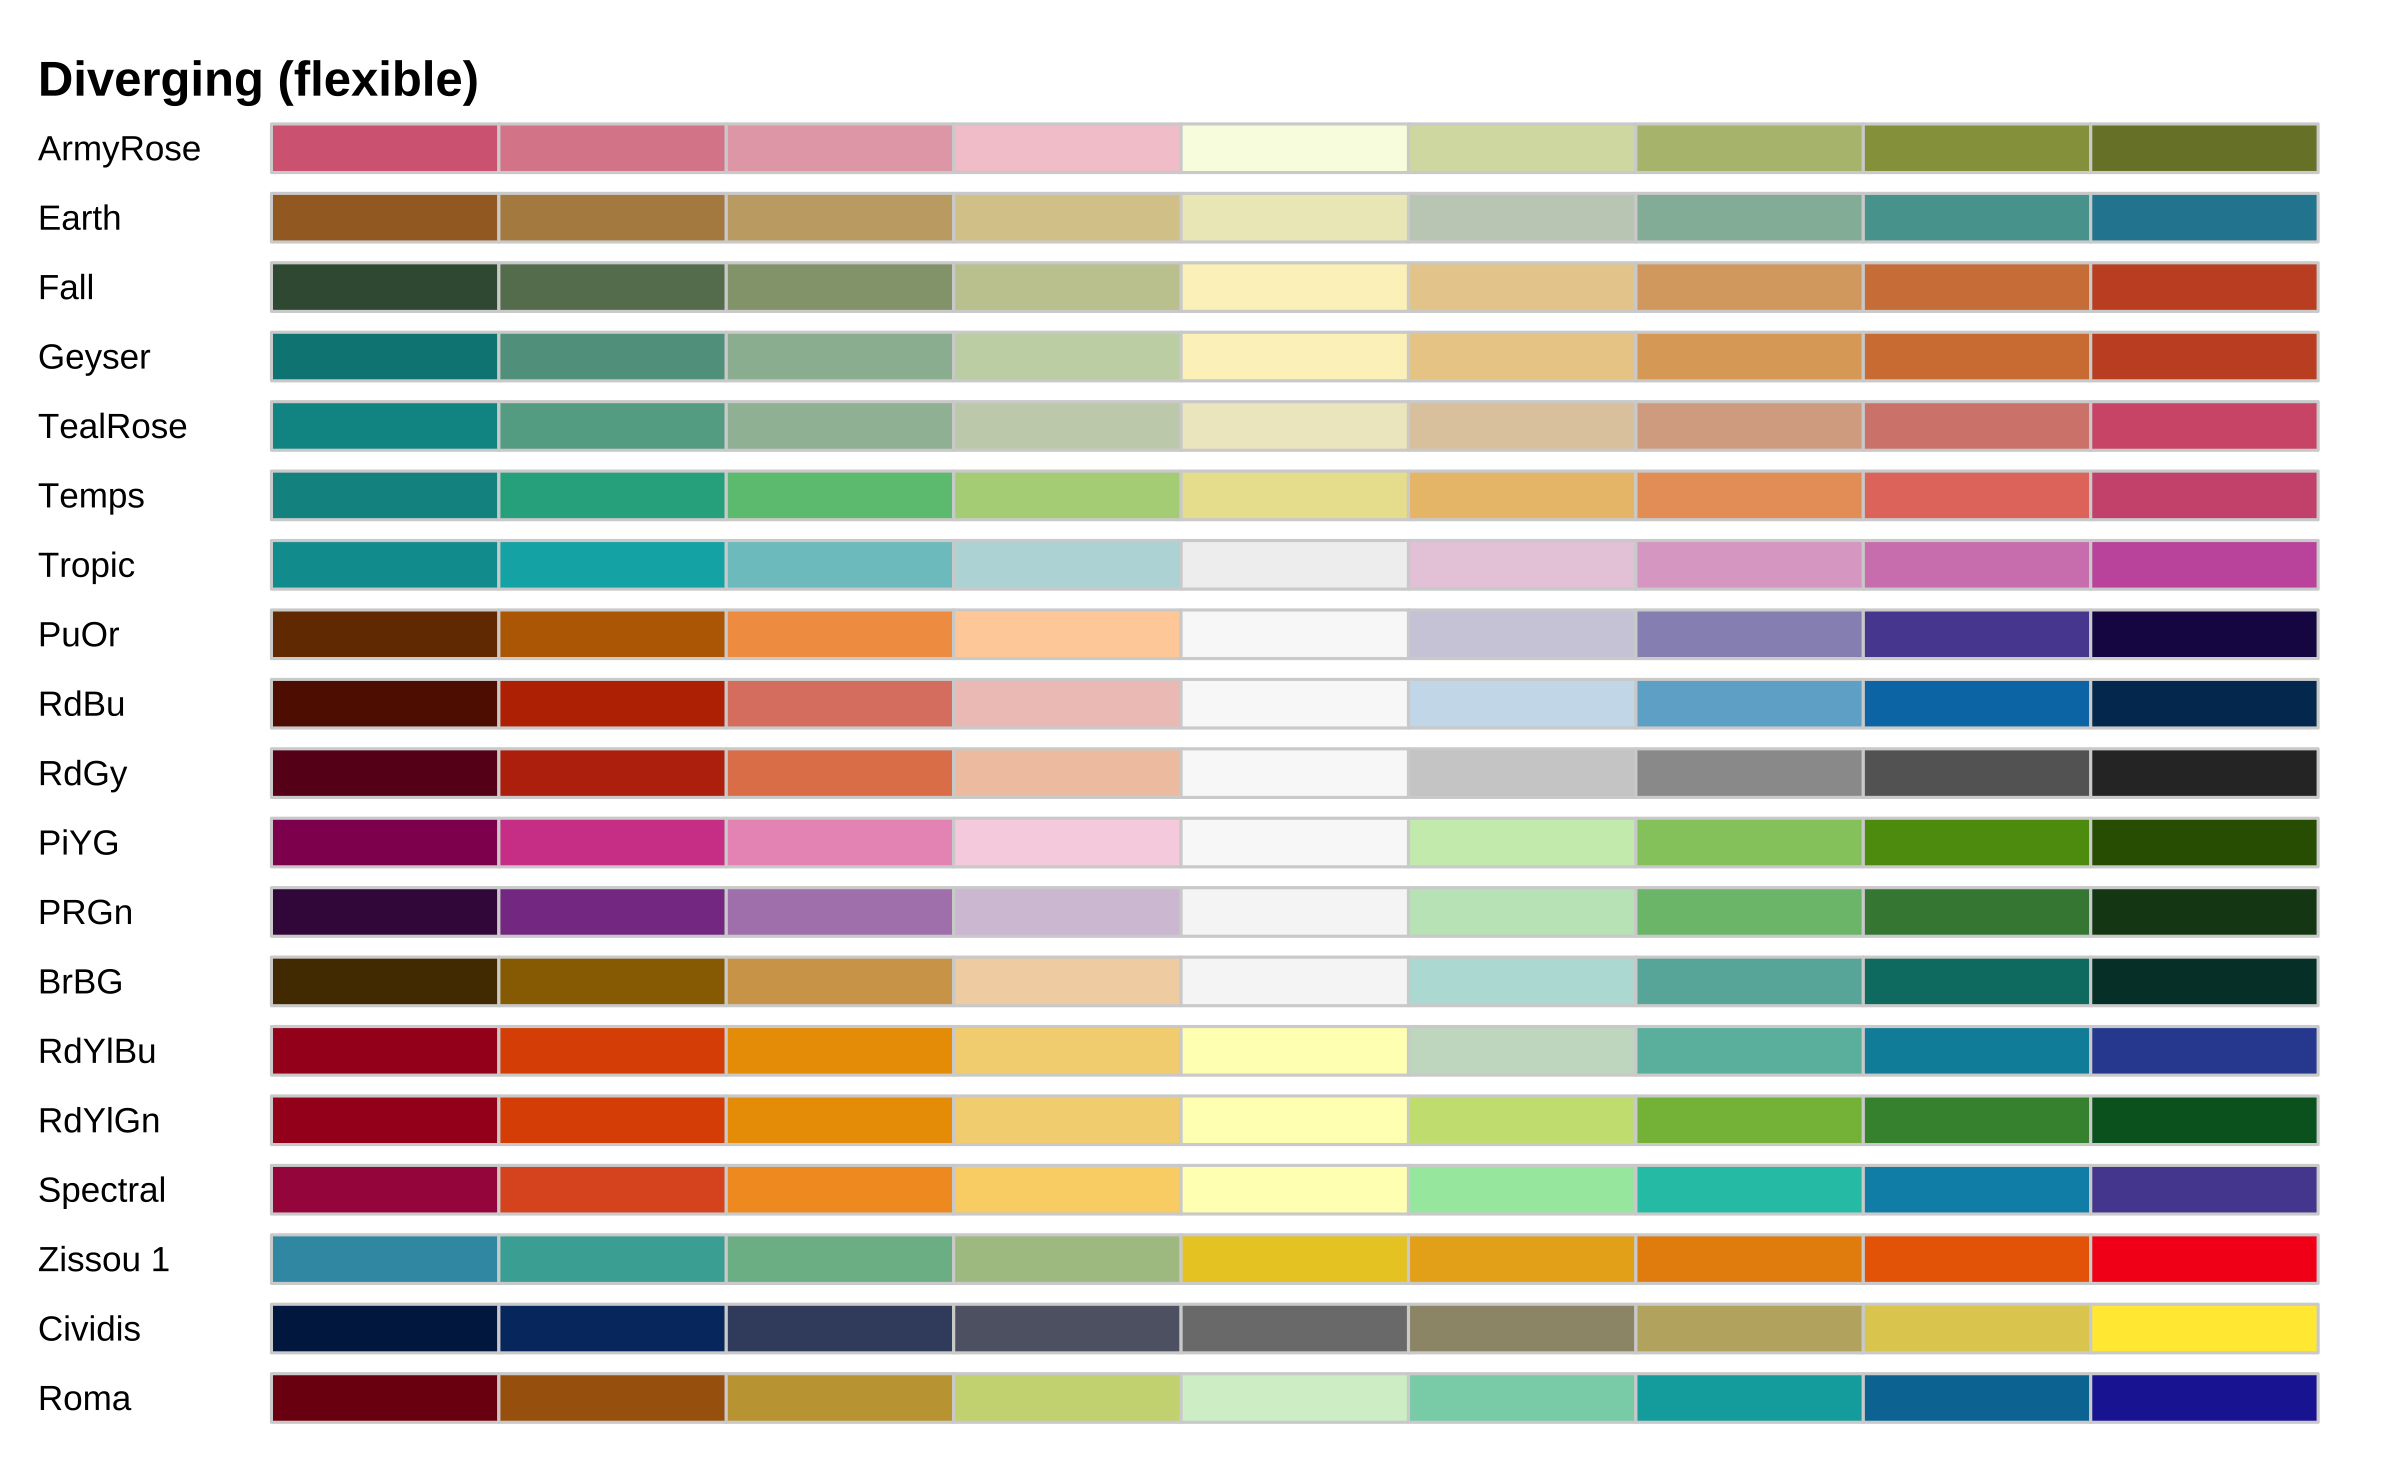 Diverging (flexible)
ArmyRose
Earth
Fall
Geyser
TealRose
Temps
Tropic
PuOr
RdBu
RdGy
PiYG
PRGn
BrBG
RdYlBu
RdYlGn
Spectral
Zissou 1
Cividis
Roma